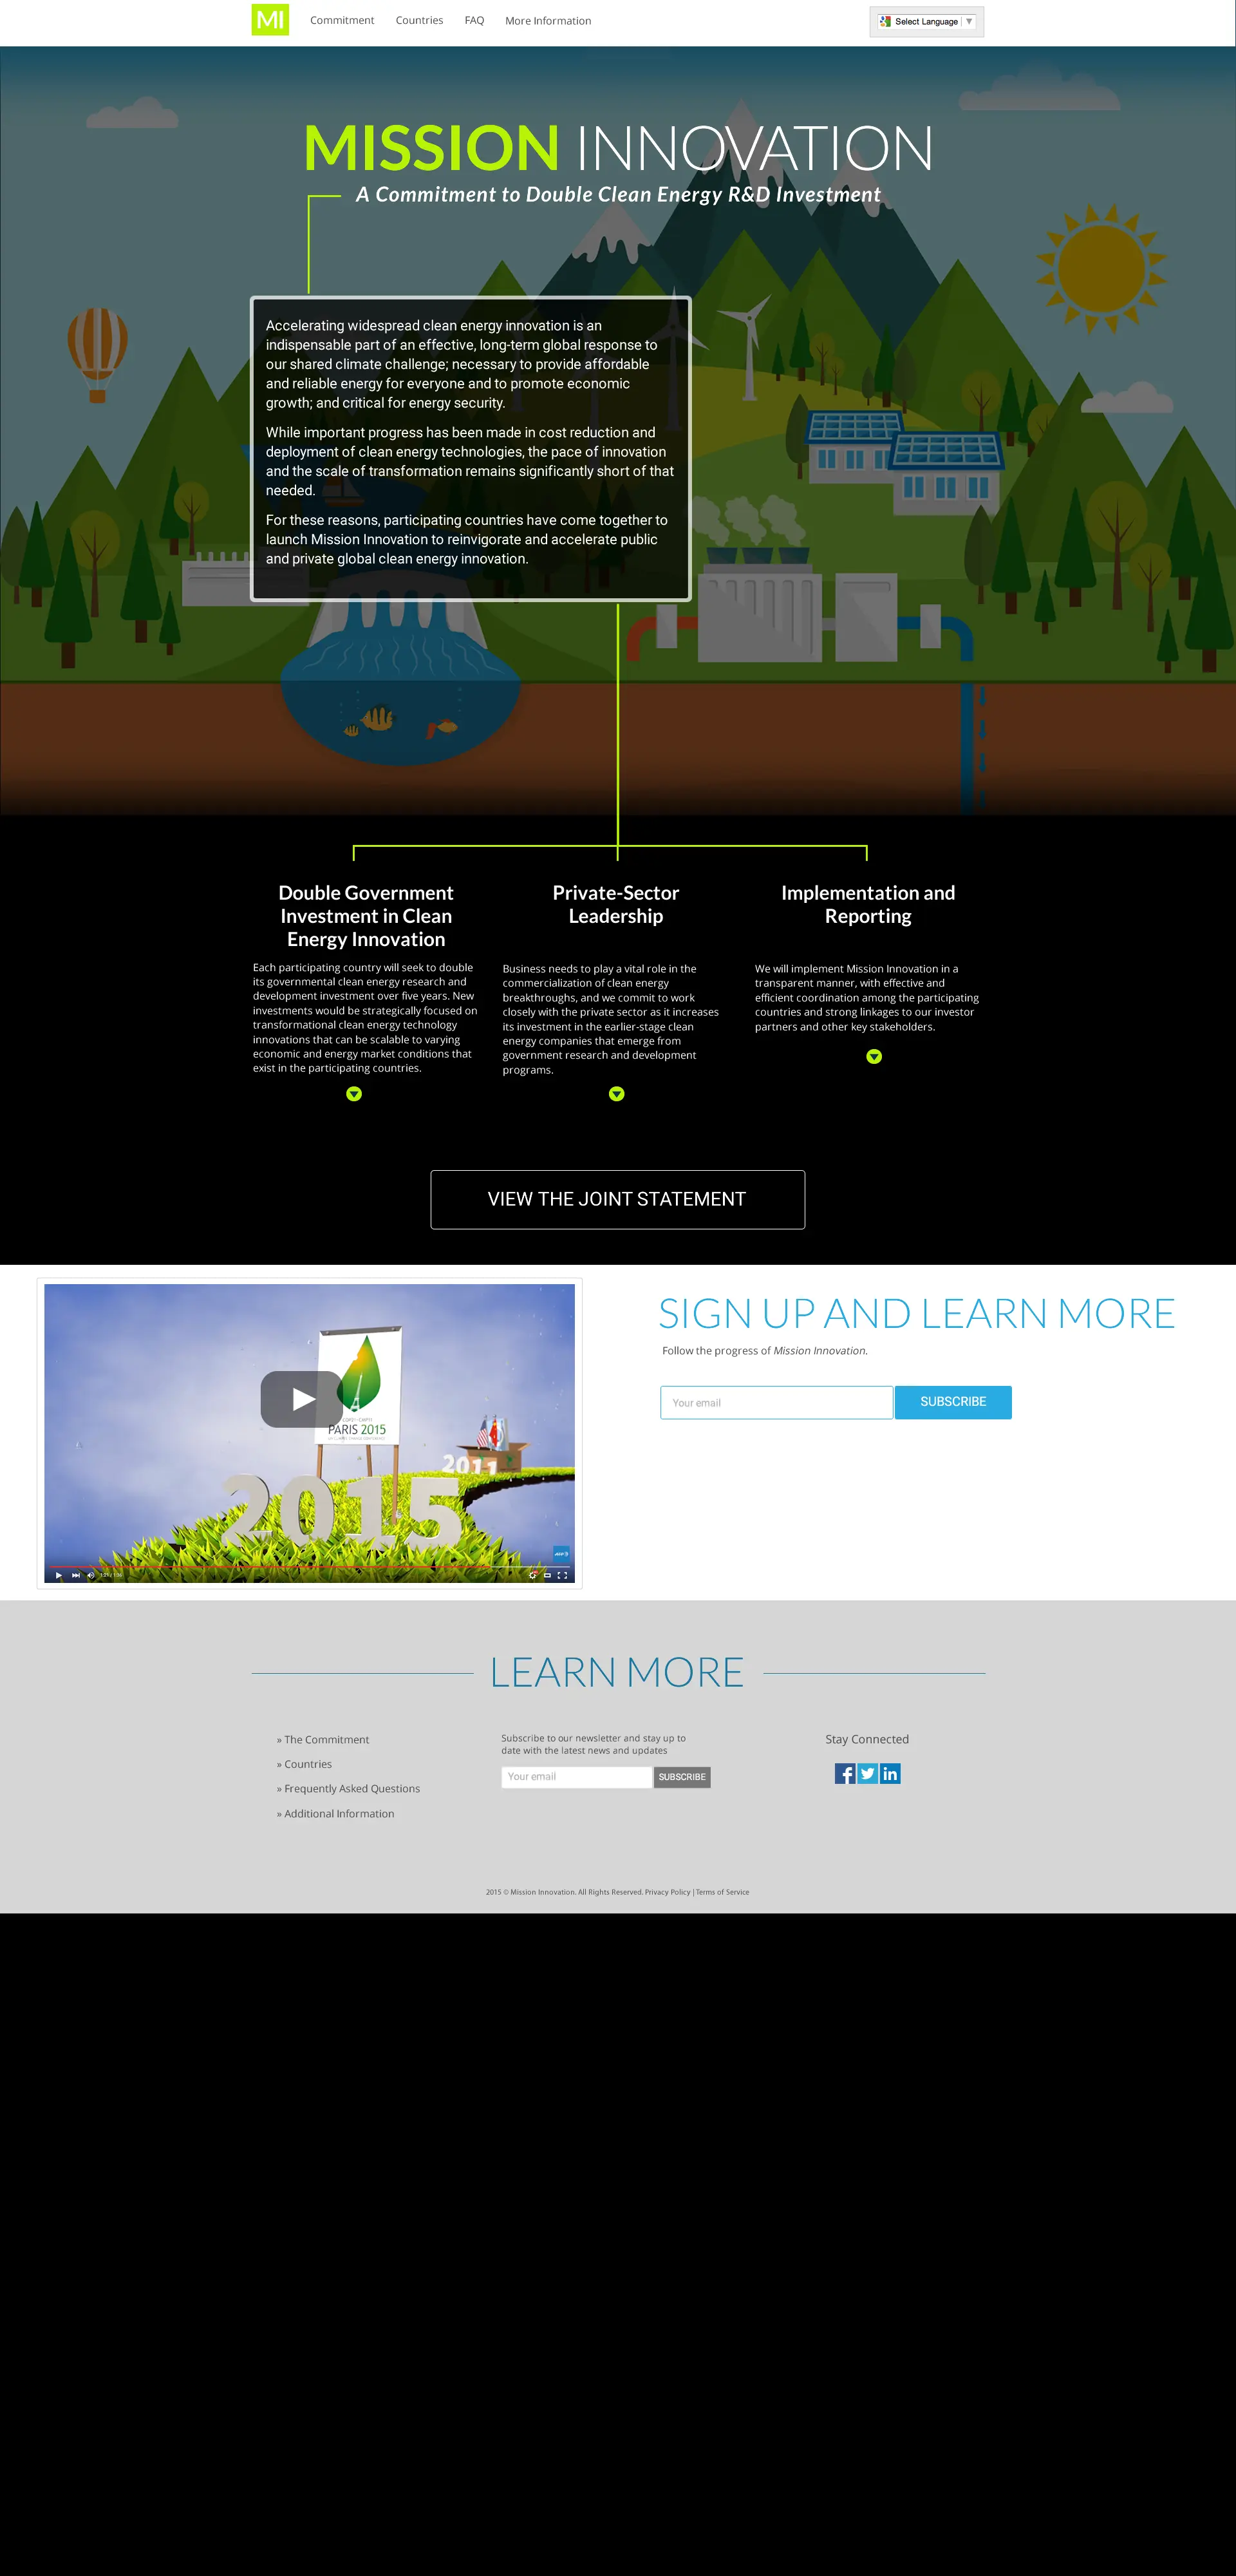 MI
Commitment
Countries
FAQ
More Information
Select Language
MISSION INNOVATION
A Commitment to Double Clean Energy R&D Investment
Accelerating widespread clean energy innovation is an
indispensable part of an effective, long-term global response to
our shared climate challenge; necessary to provide affordable
and reliable energy for everyone and to promote economic
growth; and critical for energy security.
While important progress has been made in cost reduction and
deployment of clean energy technologies, the pace of innovation
and the scale of transformation remains significantly short of that
needed.
For these reasons, participating countries have come together to
launch Mission Innovation to reinvigorate and accelerate public
and private global clean energy innovation.
Double Government
Investment in Clean
Energy Innovation
Each participating country will seek to double
its governmental clean energy research and
development investment over five years. New
investments would be strategically focused on
transformational clean energy technology
innovations that can be scalable to varying
economic and energy market conditions that
exist in the participating countries.
Private-Sector
Leadership
Business needs to play a vital role in the
commercialization of clean energy
breakthroughs, and we commit to work
closely with the private sector as it increases
its investment in the earlier-stage clean
energy companies that emerge from
government research and development
programs.
Implementation and
Reporting
We will implement Mission Innovation in a
transparent manner, with effective and
efficient coordination among the participating
countries and strong linkages to our investor
partners and other key stakeholders.
VIEW THE JOINT STATEMENT
PARIS 2015
2011
2015
SIGN UP AND LEARN MORE
Follow the progress of Mission Innovation.
Your email
SUBSCRIBE
LEARN MORE
» The Commitment
» Countries
» Frequently Asked Questions
» Additional Information
Subscribe to our newsletter and stay up to
date with the latest news and updates
Your email
SUBSCRIBE
Stay Connected
2015 © Mission Innovation. All Rights Reserved. Privacy Policy | Terms of Service